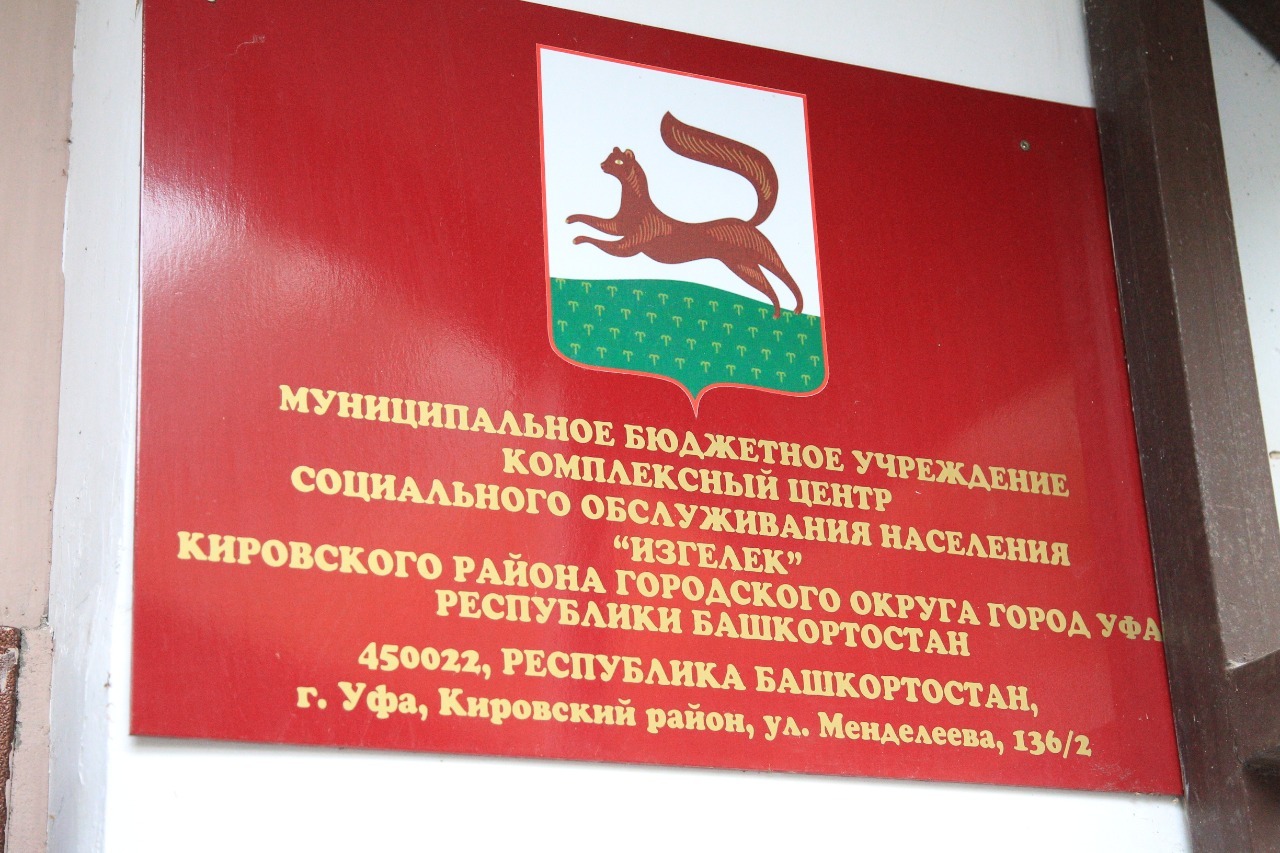 МУНИЦИПАЛЬНОЕ БЮДЖЕТНОЕ УЧРЕЖДЕНИЕ
КОМПЛЕКСНЫЙ ЦЕНТР
СОЦИАЛЬНОГО ОБСЛУЖИВАНИЯ НАСЕЛЕНИЯ
“ИЗГЕЛЕК”
КИРОВСКОГО РАЙОНА ГОРОДСКОГО ОКРУГА ГОРОД УФА
РЕСПУБЛИКИ БАШКОРТОСТАН
450022, РЕСПУБЛИКА БАШКОРТОСТАН,
г. Уфа, Кировский район, ул. Менделеева, 136/2